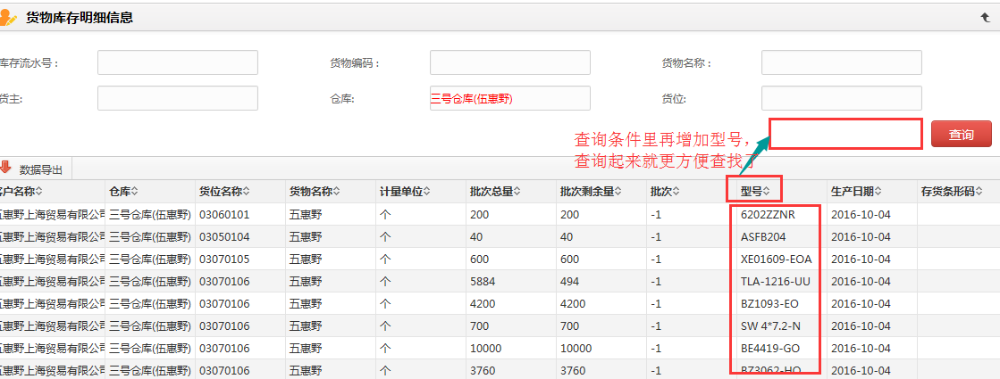 货物库存明细信息
库存流水号： 货物编码： 货物名称：
货主: 仓库: 三号仓库(伍惠野) 货位:
查询
查询条件里再增加型号，
查询起来就更方便查找了
数据导出
客户名称 仓库 货位名称 货物名称 计量单位 批次总量 批次剩余量 批次 型号 生产日期 存货条形码
五惠野上海贸易有限公司 三号仓库(伍惠野) 03060101 五惠野 个 200 200 -1 6202ZZNR 2016-10-04
五惠野上海贸易有限公司 三号仓库(伍惠野) 03050104 五惠野 个 40 40 -1 ASFB204 2016-10-04
五惠野上海贸易有限公司 三号仓库(伍惠野) 03070105 五惠野 个 600 600 -1 XE01609-EOA 2016-10-04
五惠野上海贸易有限公司 三号仓库(伍惠野) 03070106 五惠野 个 5884 494 -1 TLA-1216-UU 2016-10-04
五惠野上海贸易有限公司 三号仓库(伍惠野) 03070106 五惠野 个 4200 4200 -1 BZ1093-EO 2016-10-04
五惠野上海贸易有限公司 三号仓库(伍惠野) 03070106 五惠野 个 700 700 -1 SW 4*7.2-N 2016-10-04
五惠野上海贸易有限公司 三号仓库(伍惠野) 03070106 五惠野 个 10000 10000 -1 BE4419-GO 2016-10-04
五惠野上海贸易有限公司 三号仓库(伍惠野) 03070106 五惠野 个 3760 3760 -1 BZ3062-HO 2016-10-04